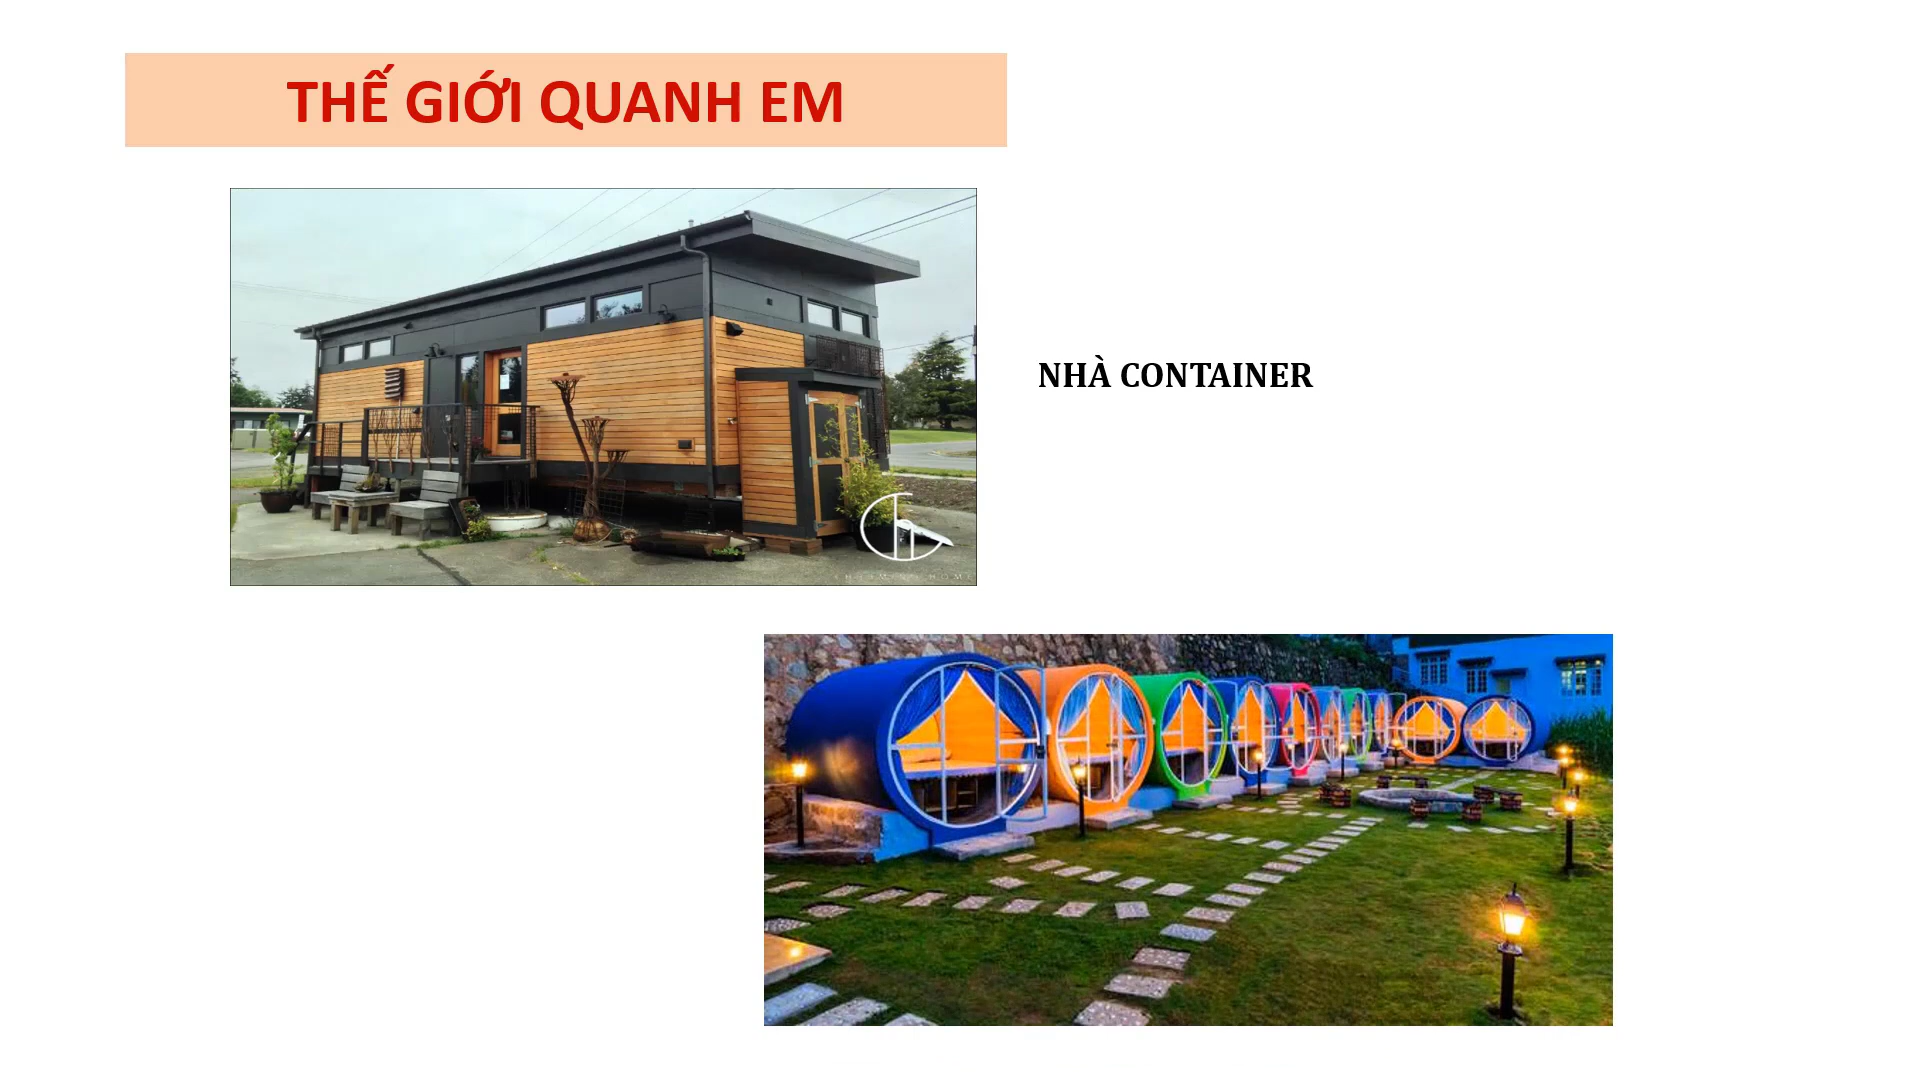 THẾ GIỚI QUANH EM
NHÀ CONTAINER